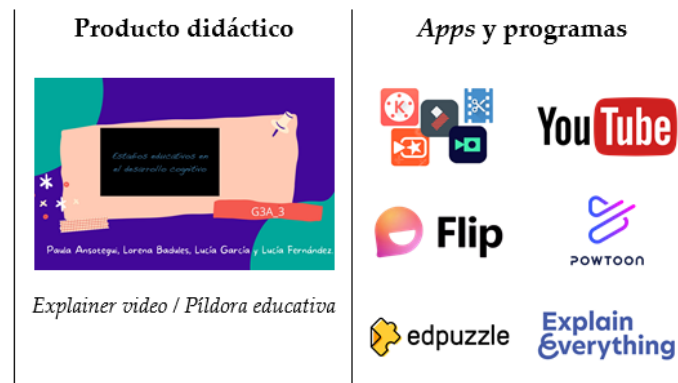 Producto didáctico
Estadios educativos en
el desarrollo cognitivo
G3A_3
Paula Ansotegui, Lorena Badules, Lucía García y Lucía Fernández
Explainer video / Píldora educativa
Apps y programas
K
YouTube
Flip
POWTOON
edpuzzle
Explain
Everything